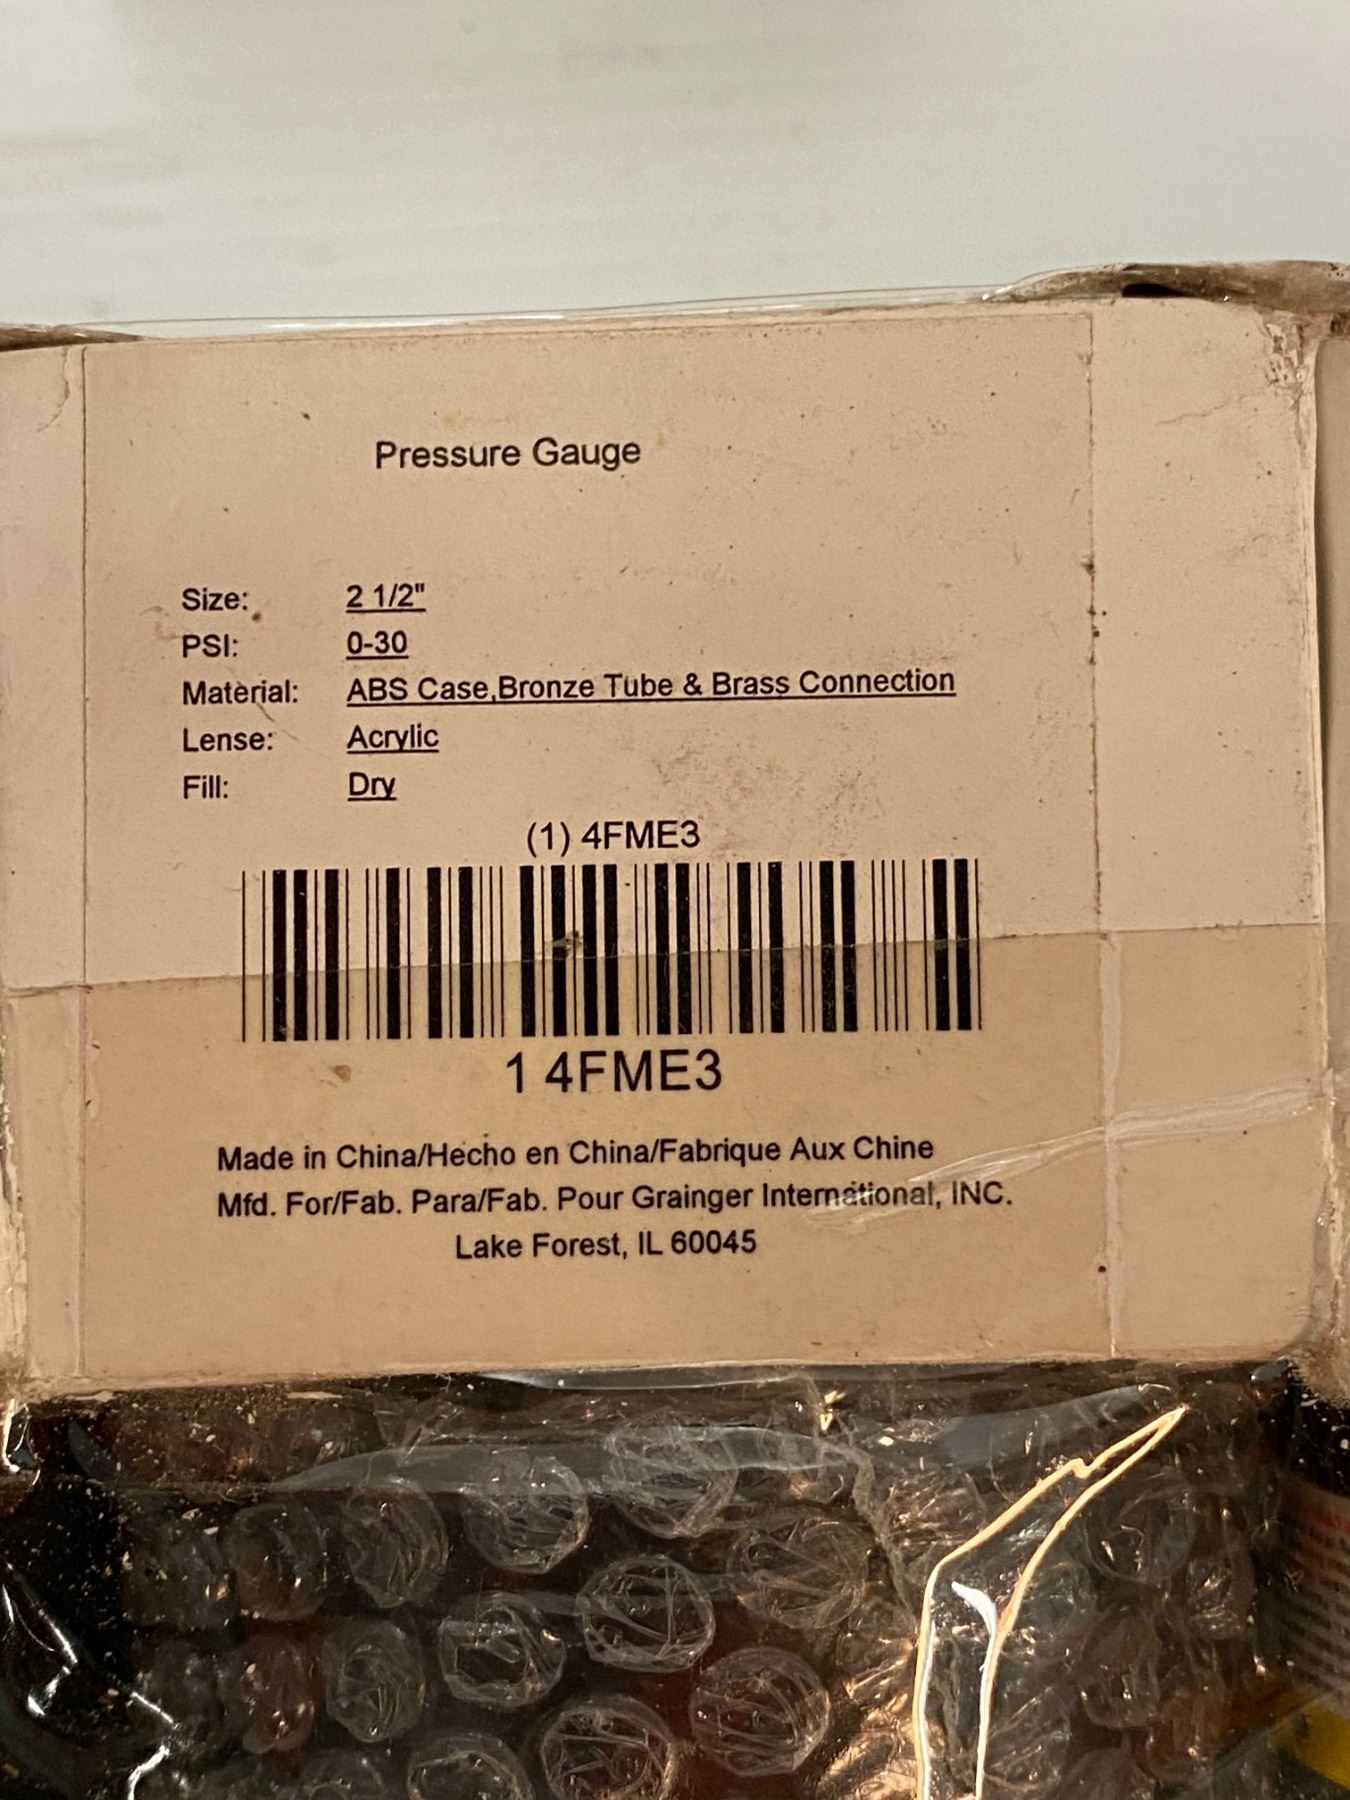 Pressure Gauge
Size: 2 1/2"
PSI: 0-30
Material: ABS Case,Bronze Tube & Brass Connection
Lense: Acrylic
Fill: Dry
(1) 4FME3
1 4FME3
Made in China/Hecho en China/Fabrique Aux Chine
Mfd. For/Fab. Para/Fab. Pour Grainger International, INC.
Lake Forest, IL 60045